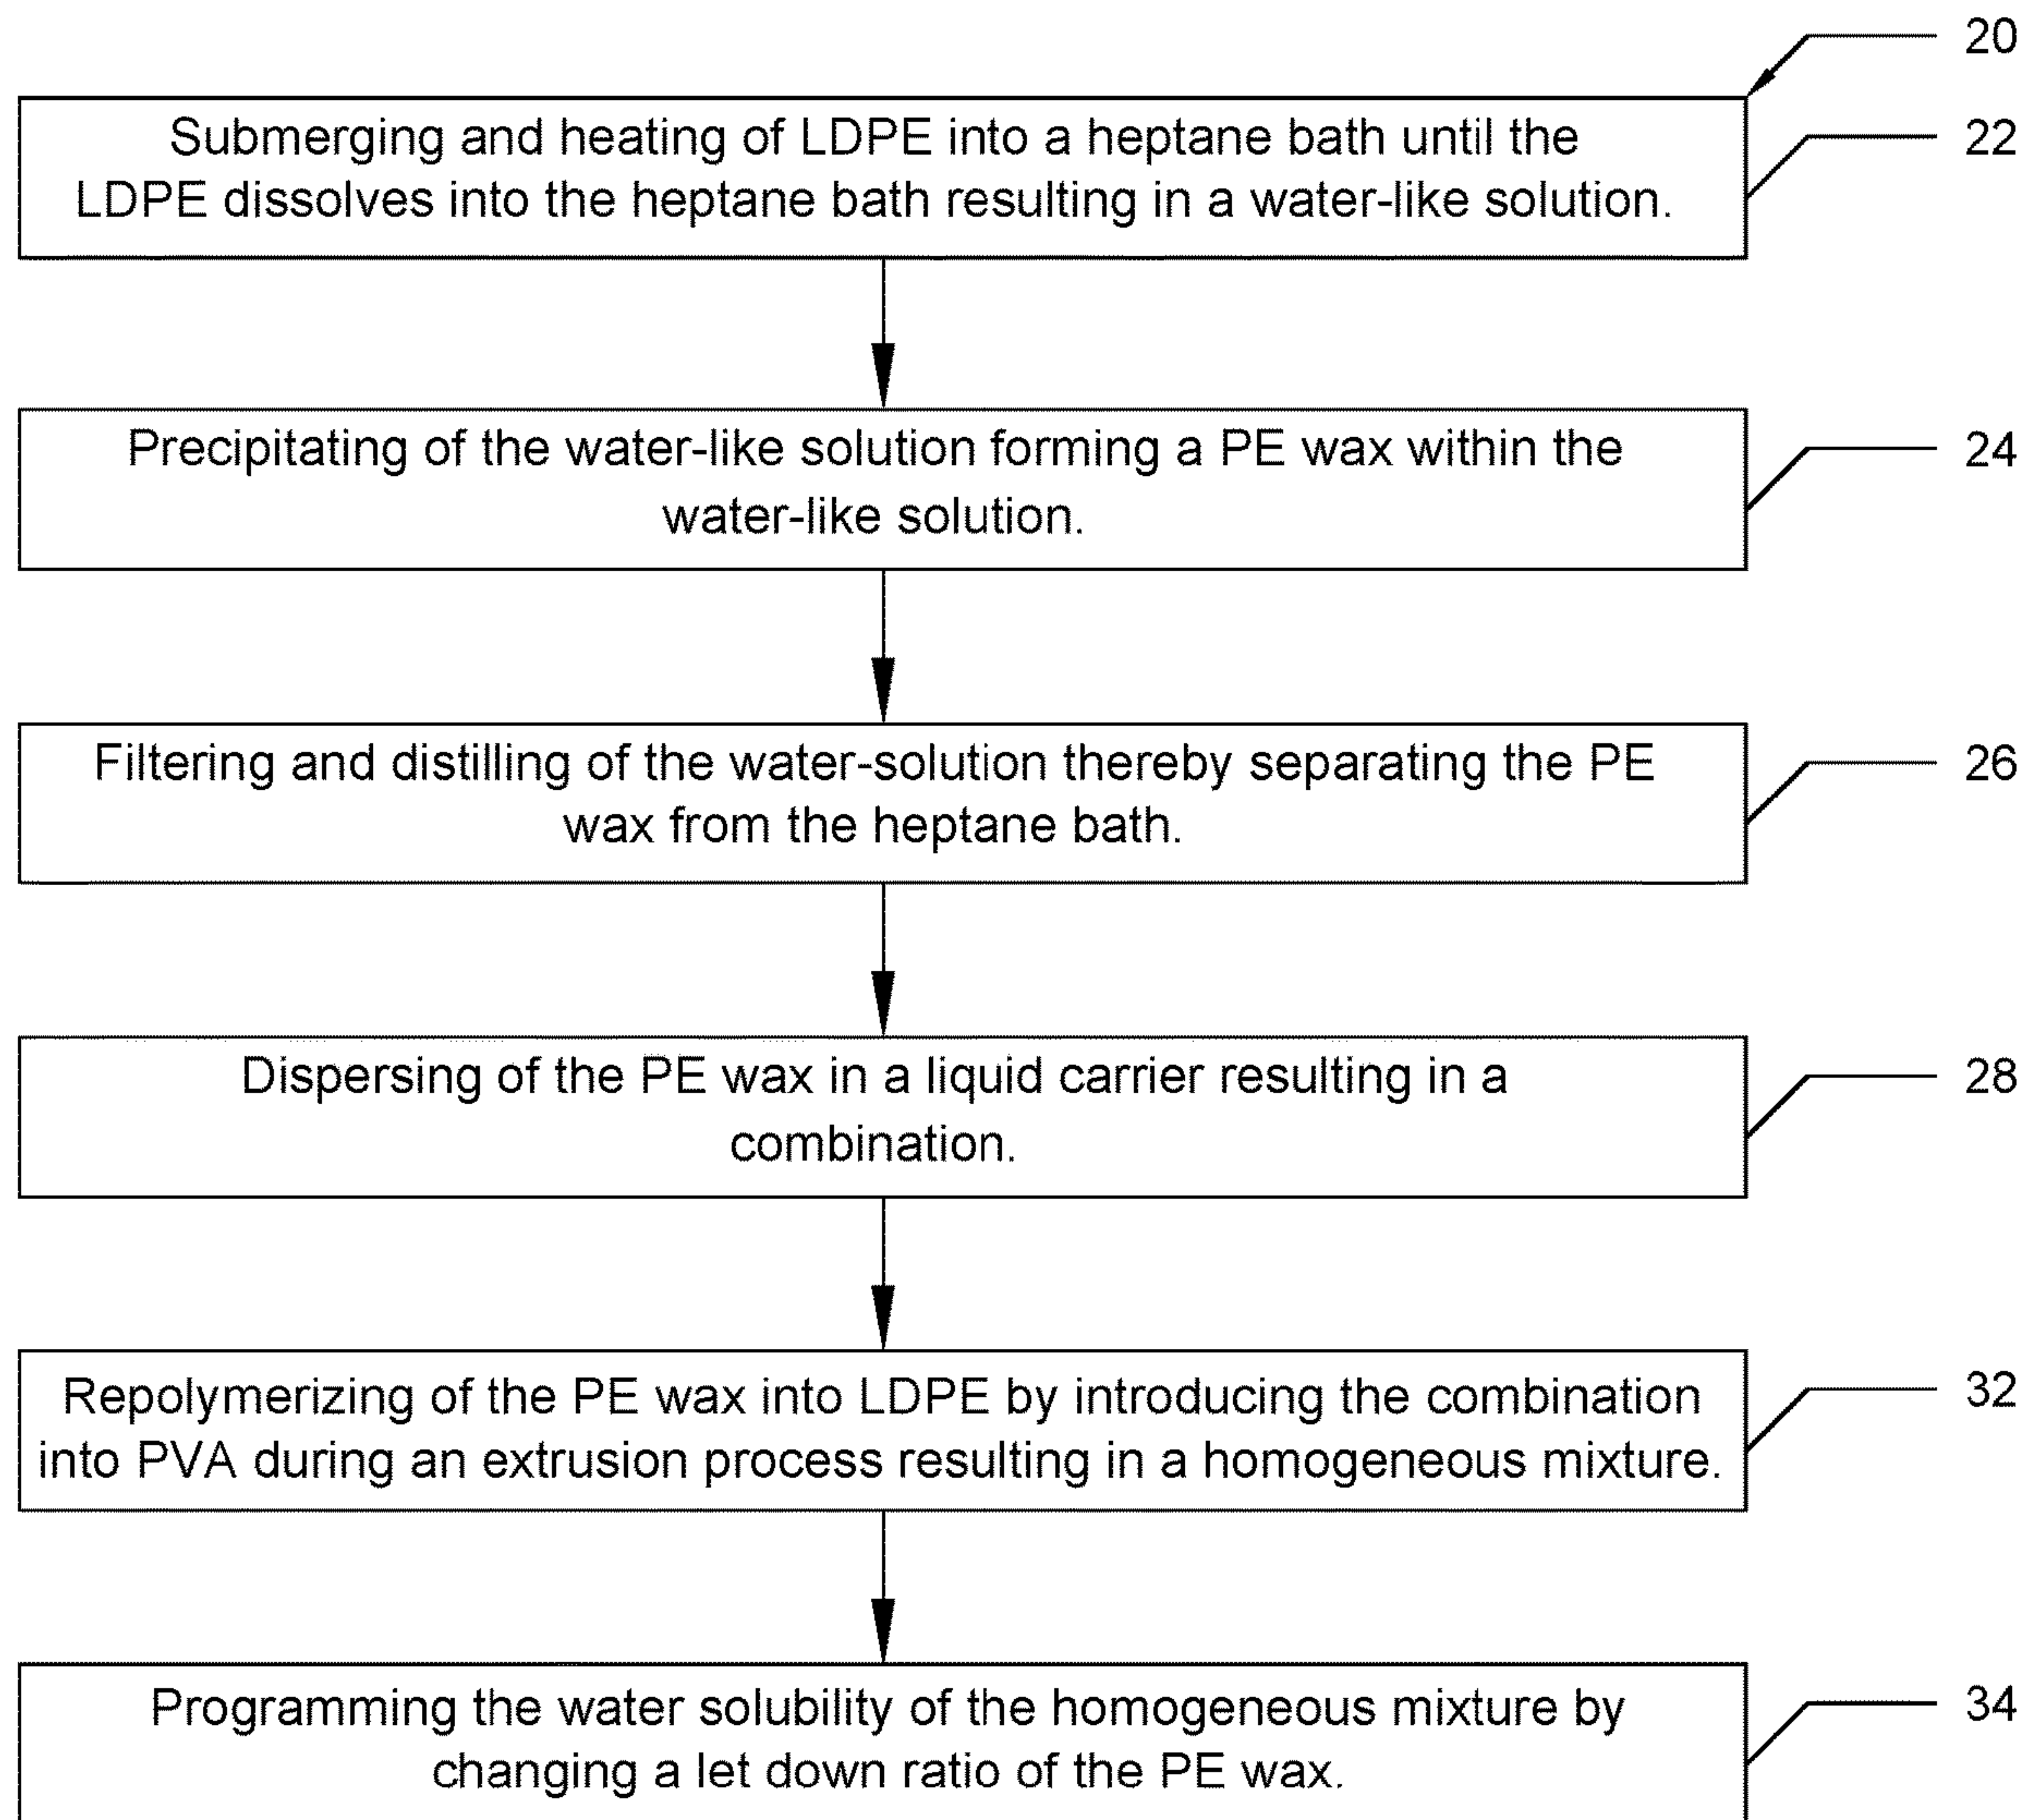 20
Submerging and heating of LDPE into a heptane bath until the
LDPE dissolves into the heptane bath resulting in a water-like solution.
22
Precipitating of the water-like solution forming a PE wax within the
water-like solution.
24
Filtering and distilling of the water-solution thereby separating the PE
wax from the heptane bath.
26
Dispersing of the PE wax in a liquid carrier resulting in a
combination.
28
Repolymerizing of the PE wax into LDPE by introducing the combination
into PVA during an extrusion process resulting in a homogeneous mixture.
32
Programming the water solubility of the homogeneous mixture by
changing a let down ratio of the PE wax.
34